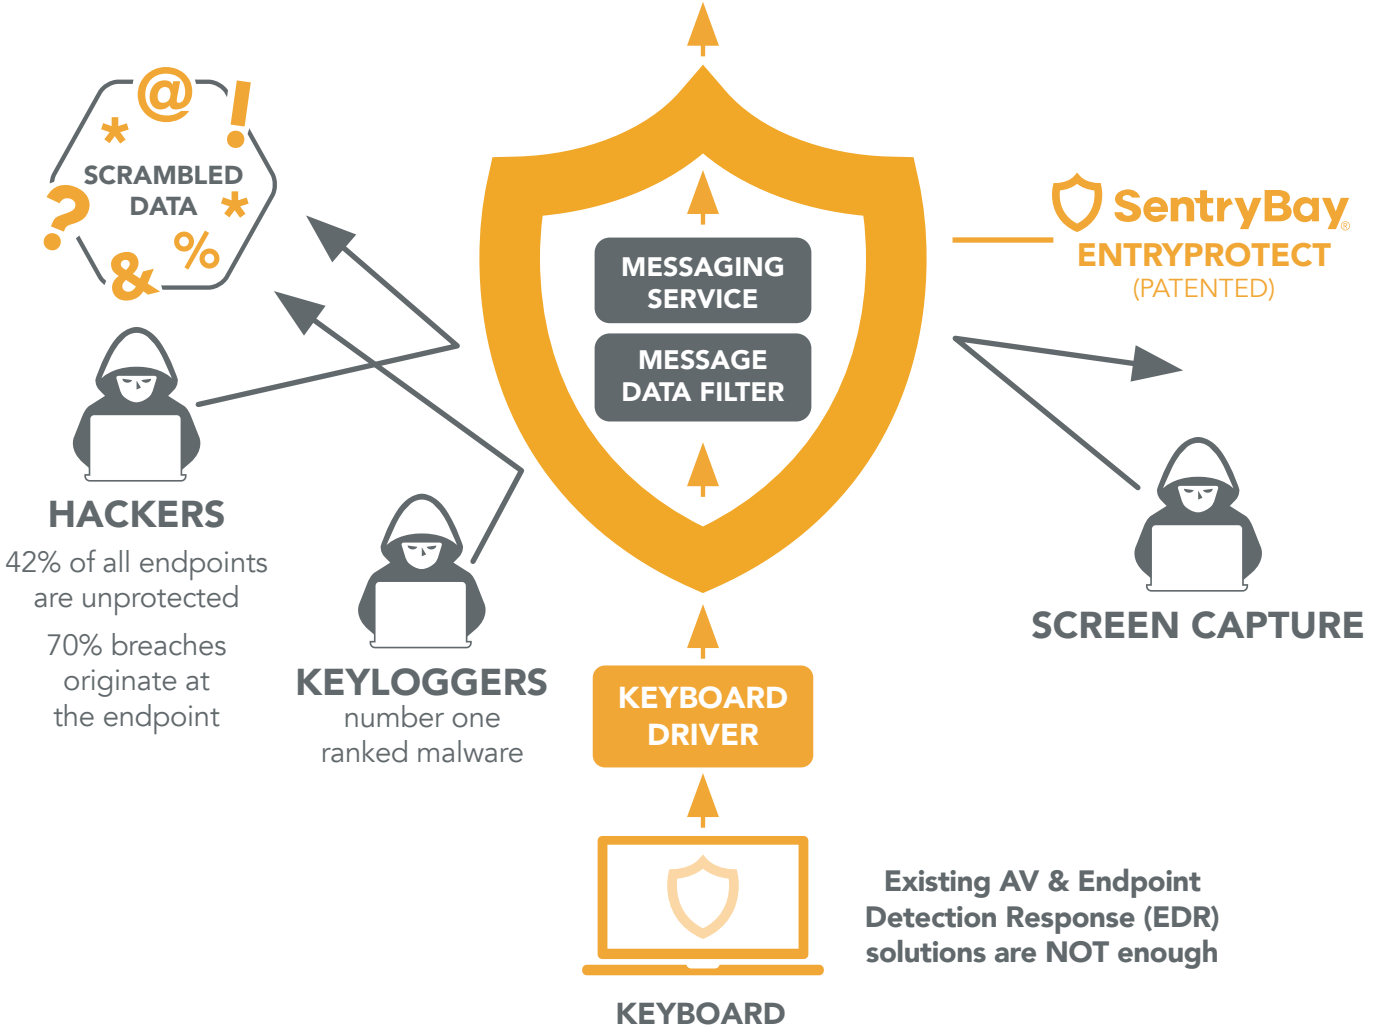 @
!
*
SCRAMBLED
DATA
*
?
%
&
SentryBay®
ENTRYPROTECT
(PATENTED)
MESSAGING
SERVICE
MESSAGE
DATA FILTER
HACKERS
42% of all endpoints
are unprotected
70% breaches
originate at
the endpoint
KEYLOGGERS
number one
ranked malware
SCREEN CAPTURE
KEYBOARD
DRIVER
Existing AV & Endpoint
Detection Response (EDR)
solutions are NOT enough
KEYBOARD